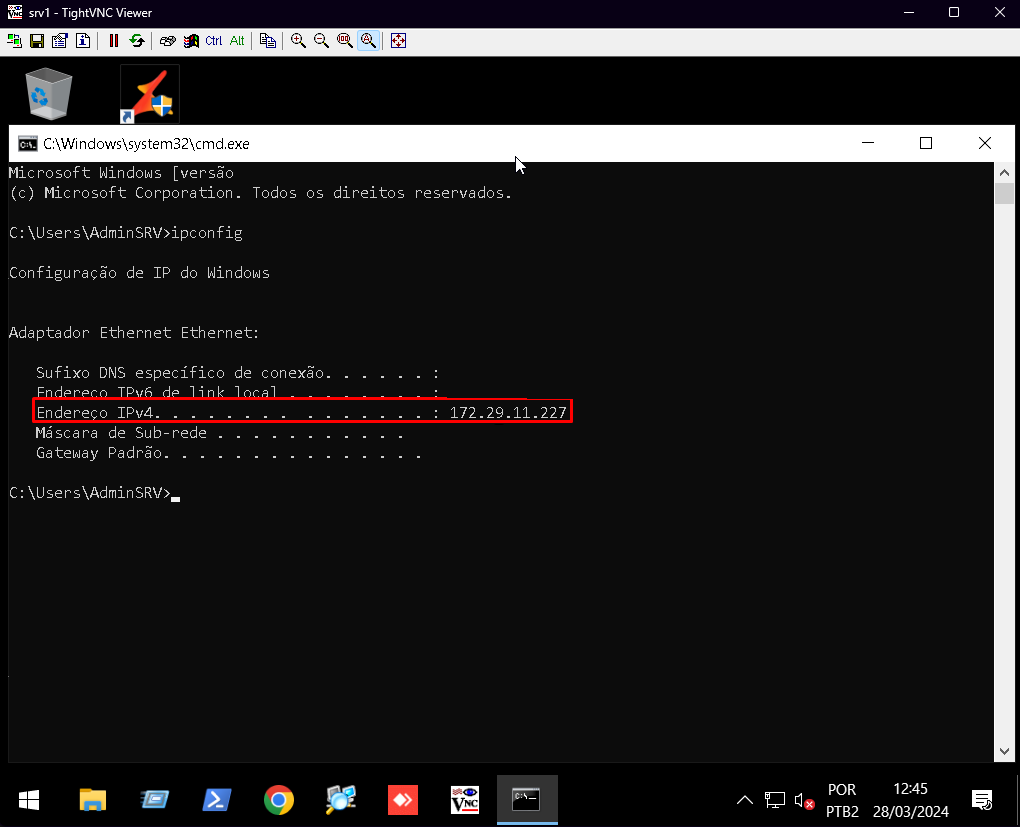 srv1 - TightVNC Viewer
Ctrl Alt
C:\Windows\system32\cmd.exe
Microsoft Windows [versão
(c) Microsoft Corporation. Todos os direitos reservados.
C:\Users\AdminSRV>ipconfig
Configuração de IP do Windows
Adaptador Ethernet Ethernet:
Sufixo DNS específico de conexão. . . . . . :
Endereço IPv6 de link local . . . . . . . . :
Endereço IPv4. . . . . . . . . . . . . . . : 172.29.11.227
Máscara de Sub-rede . . . . . . . . . . .
Gateway Padrão. . . . . . . . . . . . . . .
C:\Users\AdminSRV>
VNC
POR 12:45
PTB2 28/03/2024